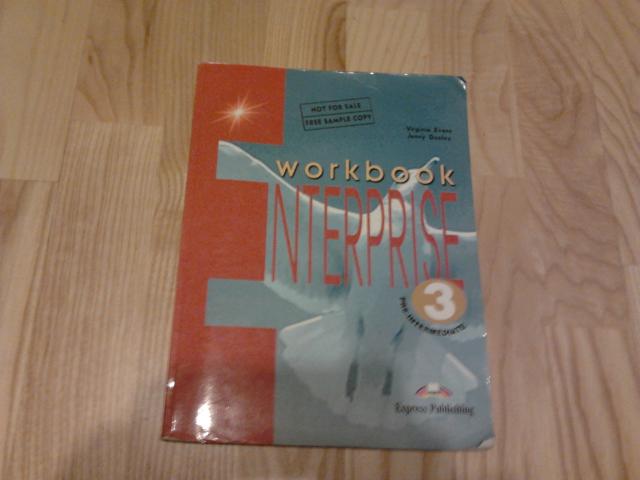 NOT FOR SALE
FREE SAMPLE COPY
Virginia Evans
Jenny Dooley
workbook
ENTERPRISE
3
PRE-INTERMEDIATE
Express Publishing